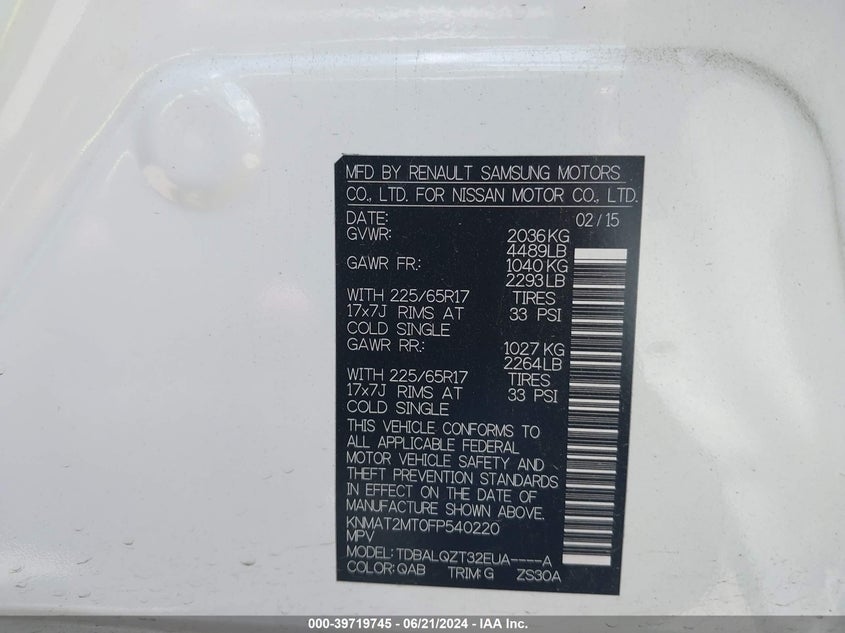 MFD BY RENAULT SAMSUNG MOTORS
CO., LTD. FOR NISSAN MOTOR CO., LTD.
DATE: 02/15
GVWR: 2036KG
4489LB
GAWR FR.: 1040KG
2293LB
WITH 225/65R17 TIRES
17x7J RIMS AT 33 PSI
COLD SINGLE
GAWR RR.: 1027KG
2264LB
WITH 225/65R17 TIRES
17x7J RIMS AT 33 PSI
COLD SINGLE
THIS VEHICLE CONFORMS TO
ALL APPLICABLE FEDERAL
MOTOR VEHICLE SAFETY AND
THEFT PREVENTION STANDARDS
IN EFFECT ON THE DATE OF
MANUFACTURE SHOWN ABOVE.
KNMAT2MT0FP540220
MPV
MODEL: TDBALQZT32EUA----A
COLOR: QAB TRIM: G ZS30A
000-39719745 - 06/21/2024 - IAA Inc.